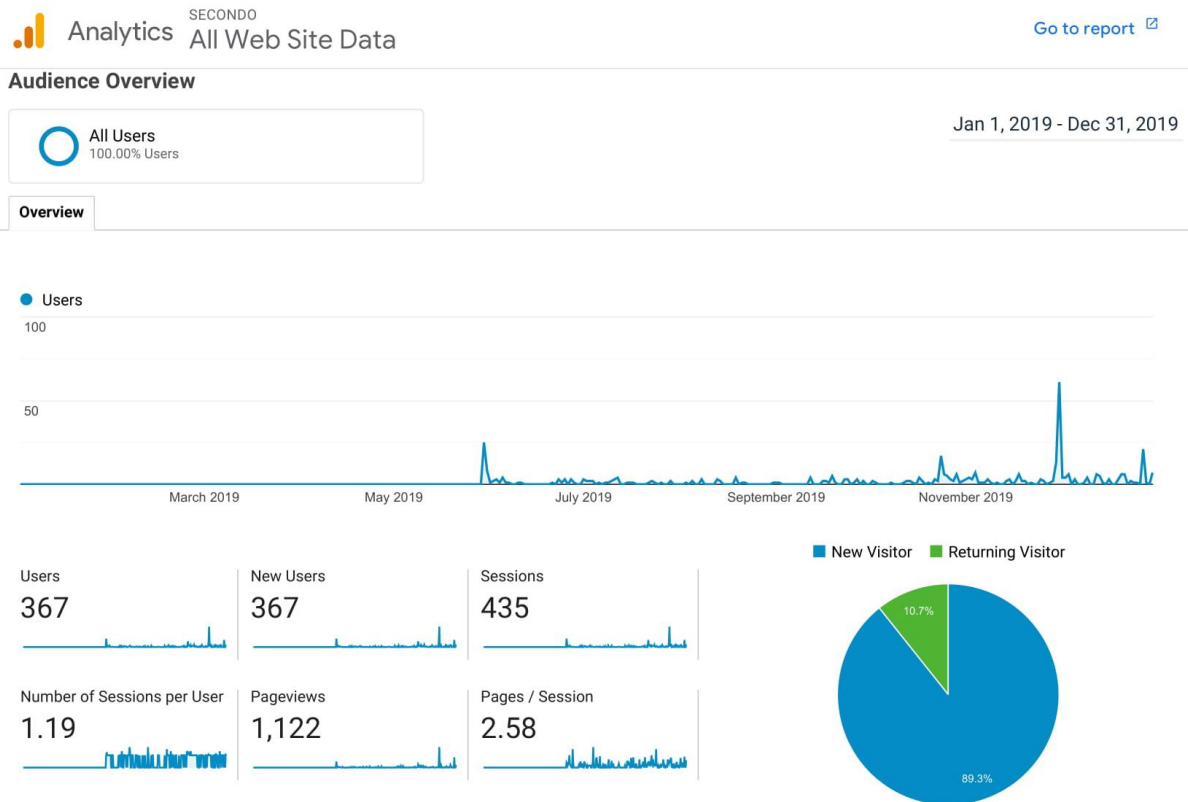 Analytics
SECONDO
All Web Site Data
Go to report
Audience Overview
All Users
100.00% Users
Jan 1, 2019 - Dec 31, 2019
Overview
Users
100
50
March 2019 May 2019 July 2019 September 2019 November 2019
New Visitor Returning Visitor
Users New Users Sessions
367 367 435
Number of Sessions per User Pageviews Pages / Session
1.19 1,122 2.58
10.7%
89.3%